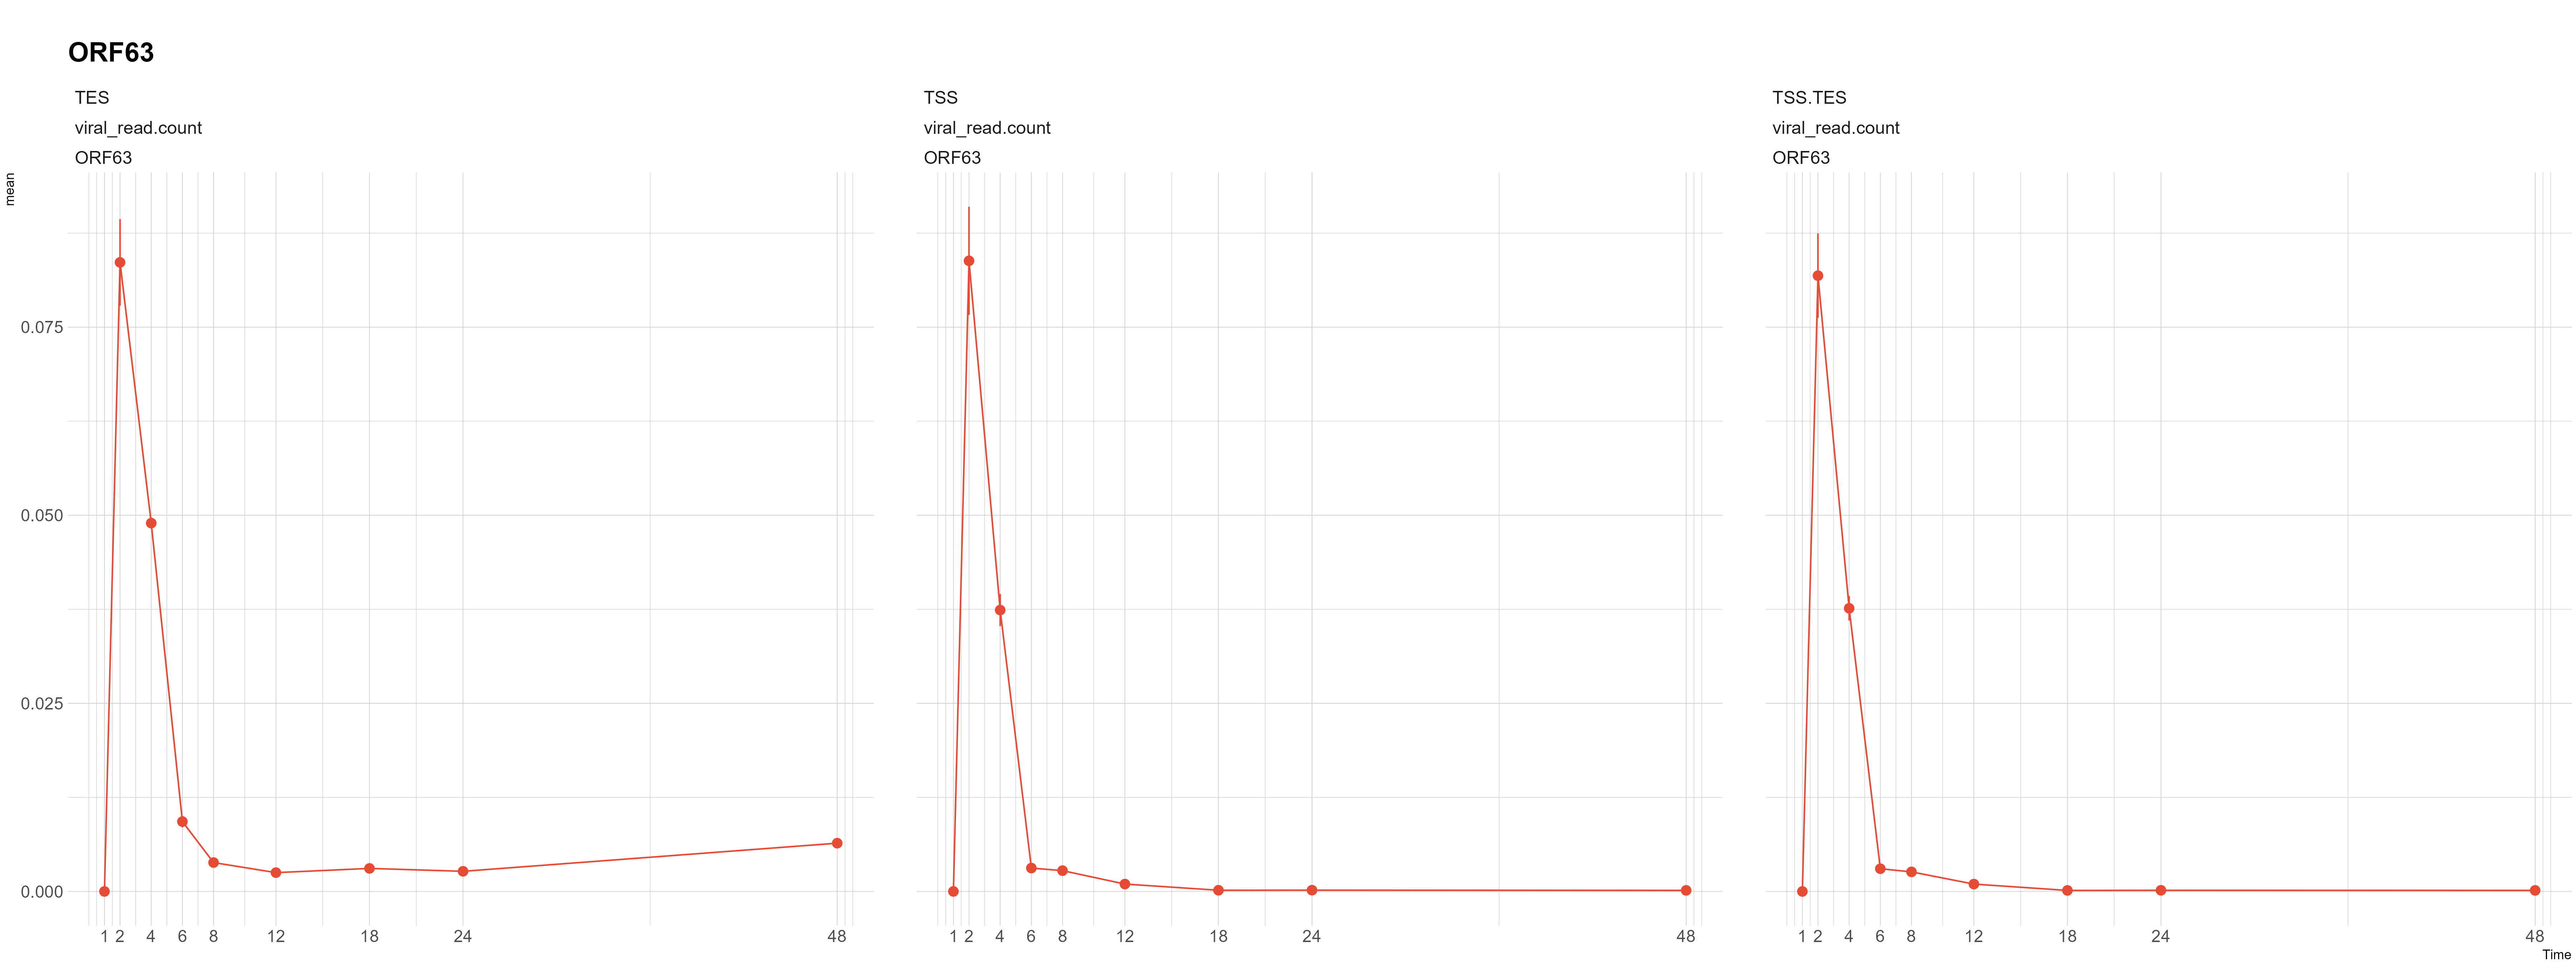 ORF63
TES
viral_read.count
ORF63
TSS
viral_read.count
ORF63
TSS.TES
viral_read.count
ORF63
mean
0.075
0.050
0.025
0.000
1 2 4 6 8 12 18 24 48
1 2 4 6 8 12 18 24 48
1 2 4 6 8 12 18 24 48
Time